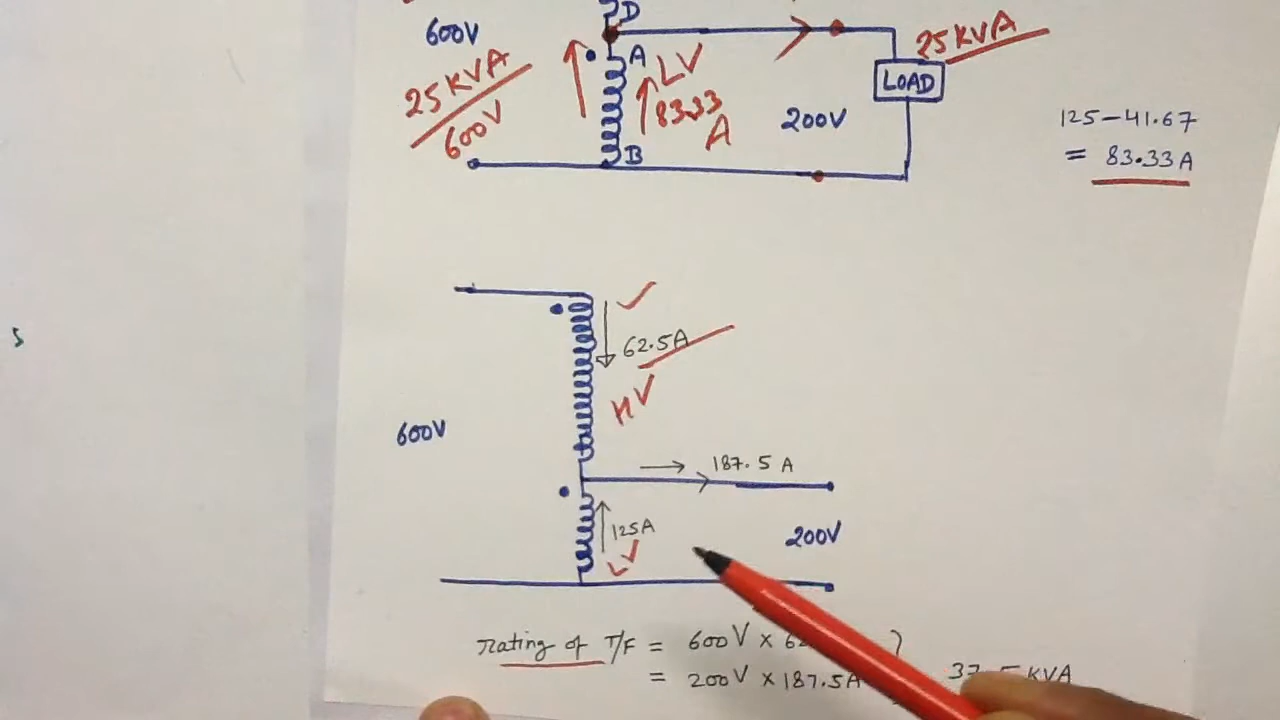 D
600V
A
25 KVA
LOAD
25 KVA
600V
LV
83.33
A
200V
B
125-41.67
= 83.33 A
62.5A
HV
600V
187.5 A
125A
LV
200V
Rating of T/F = 600V x
= 200V x 187.5A
KVA